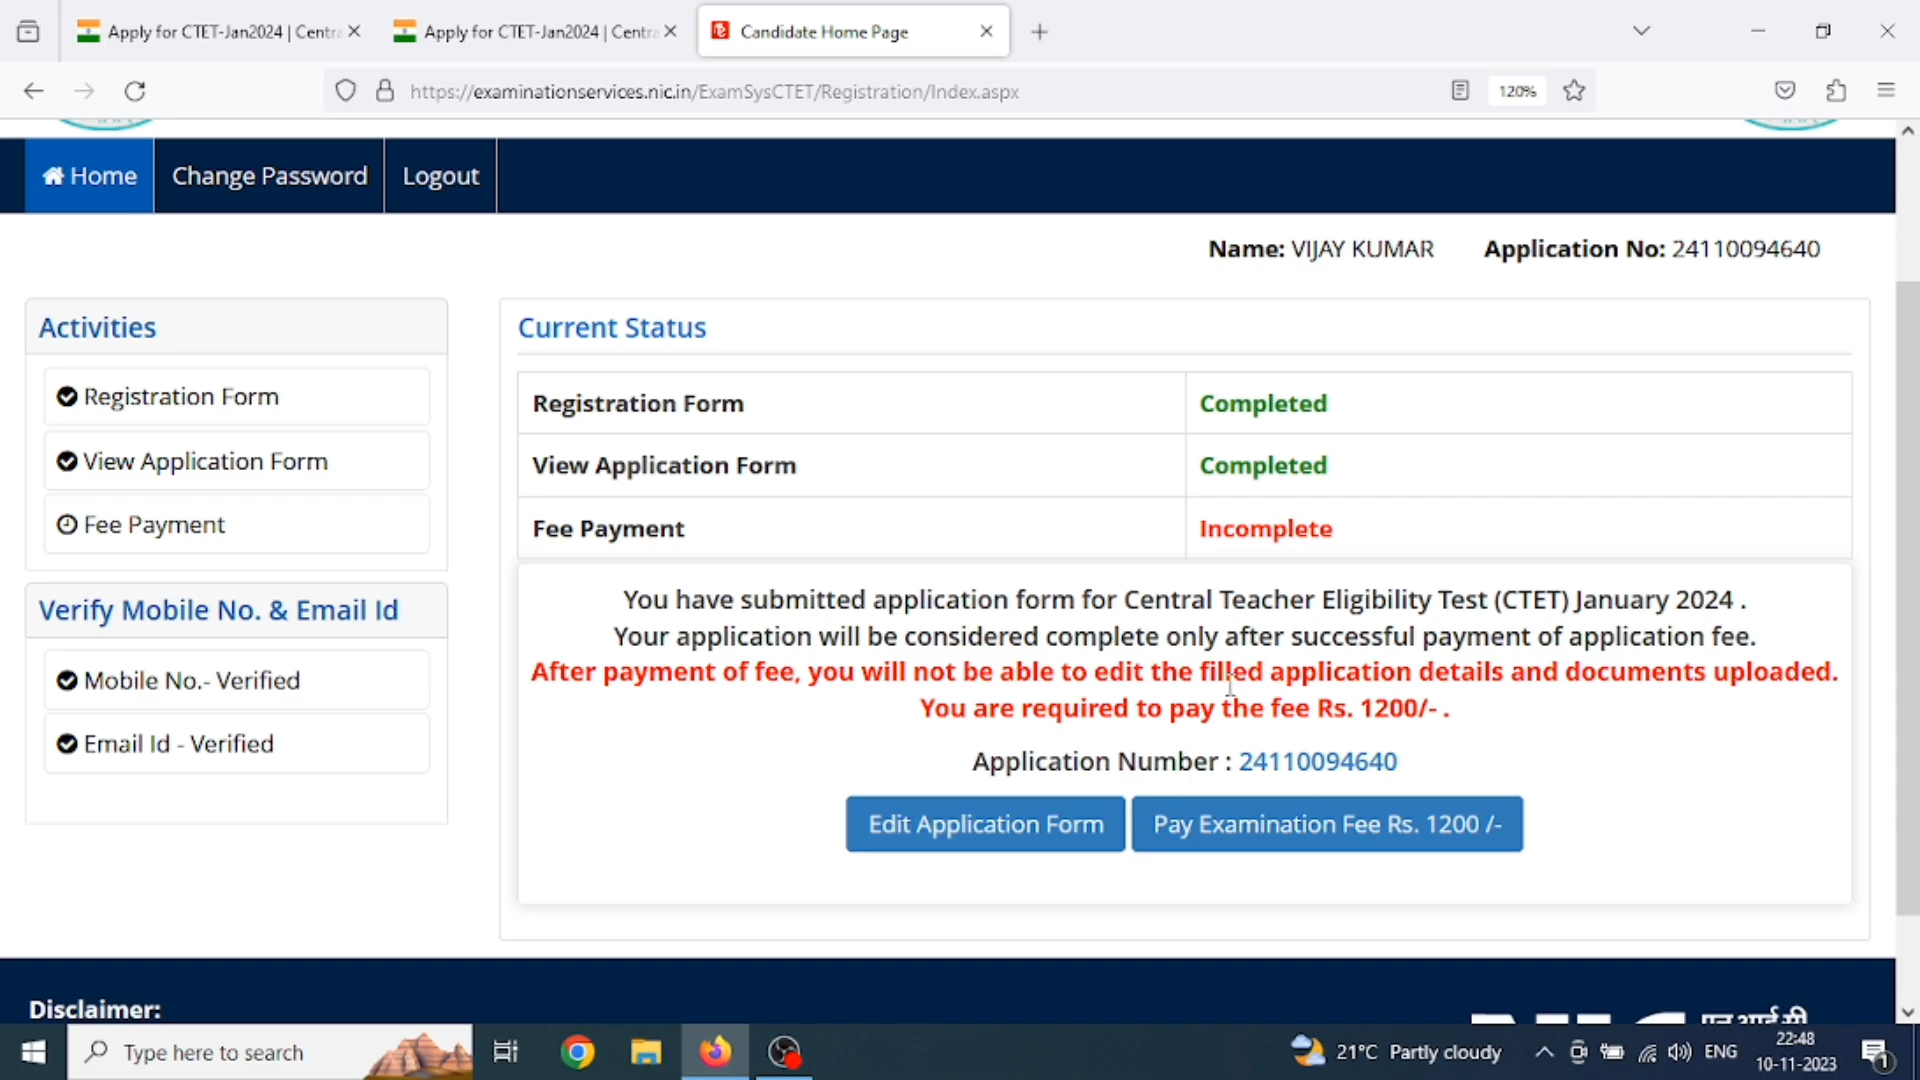 Apply for CTET-Jan2024 | Centra
Apply for CTET-Jan2024 | Centra
Candidate Home Page
https://examinationservices.nic.in/ExamSysCTET/Registration/Index.aspx
120%
Home
Change Password
Logout
Name: VIJAY KUMAR
Application No: 24110094640
Activities
Registration Form
View Application Form
Fee Payment
Verify Mobile No. & Email Id
Mobile No.- Verified
Email Id - Verified
Current Status
Registration Form Completed
View Application Form Completed
Fee Payment Incomplete
You have submitted application form for Central Teacher Eligibility Test (CTET) January 2024 .
Your application will be considered complete only after successful payment of application fee.
After payment of fee, you will not be able to edit the filled application details and documents uploaded.
You are required to pay the fee Rs. 1200/- .
Application Number : 24110094640
Edit Application Form
Pay Examination Fee Rs. 1200 /-
Disclaimer:
Type here to search
21°C Partly cloudy
ENG
22:48
10-11-2023
1